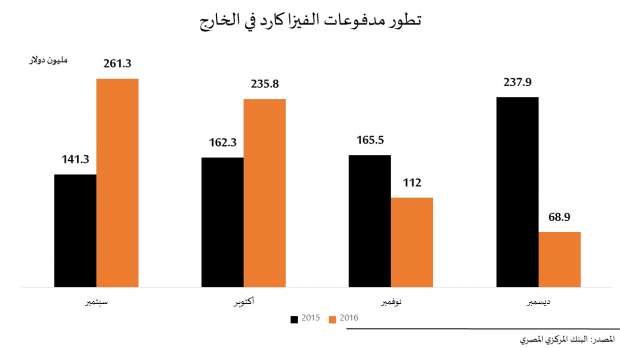 تطور مدفوعات الفيزا كارد في الخارج
مليون دولار
141.3 261.3 162.3 235.8 165.5 112 237.9 68.9
سبتمبر أكتوبر نوفمبر ديسمبر
2015 2016
المصدر: البنك المركزي المصري